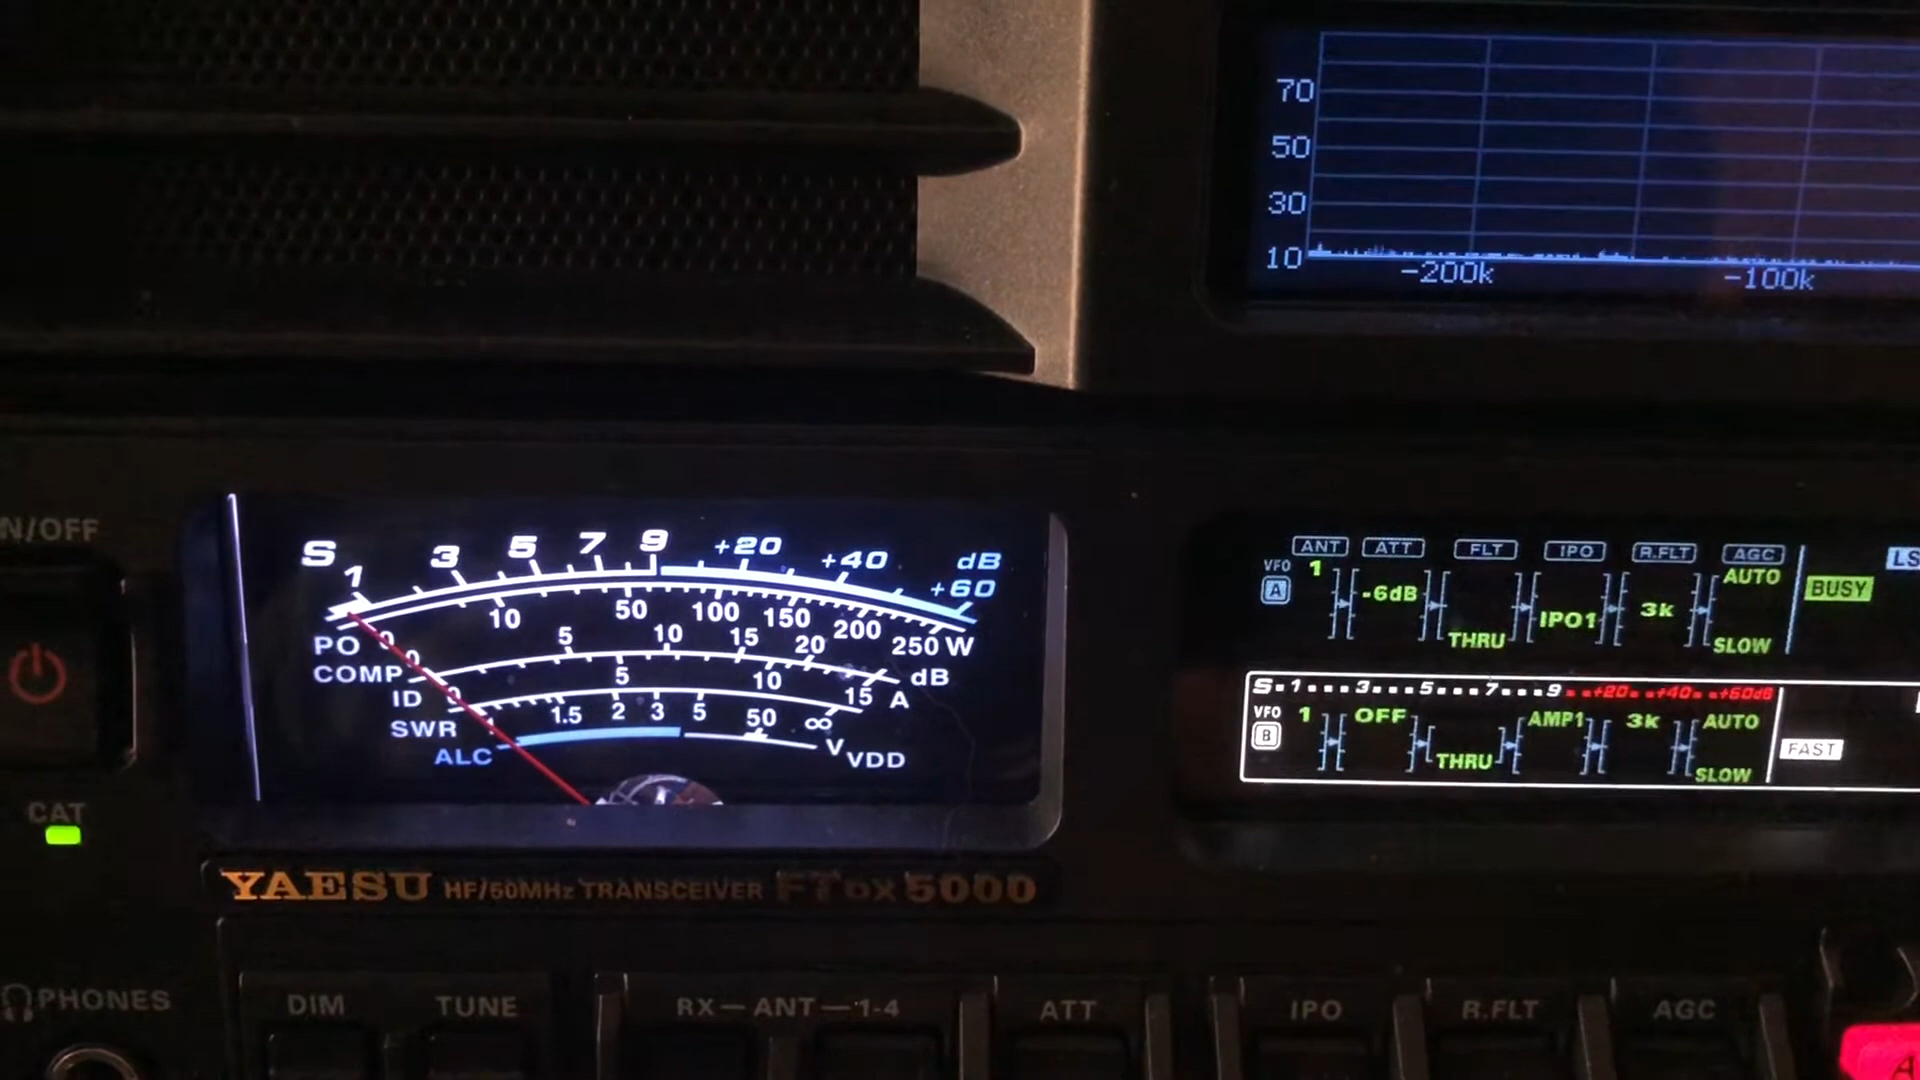 70
50
30
10
-200k -100k
N/OFF
S 1 3 5 7 9 +20 +40 +60 dB
PO 0 10 50 100 150 200 250 W
COMP 0 5 10 15 20 dB
ID 0 5 10 15 A
SWR 1 1.5 2 3 5 50 ∞
ALC V VDD
CAT
YAESU HF/50MHz TRANSCEIVER FTDX 5000
ANT ATT FLT IPO R.FLT AGC
VFO A 1 -6dB THRU IPO1 3k AUTO SLOW BUSY LS
S 1 3 5 7 9 +20 +40 +60dB
VFO B 1 OFF THRU AMP1 3k AUTO SLOW FAST
PHONES DIM TUNE RX-ANT-1-4 ATT IPO R.FLT AGC
A